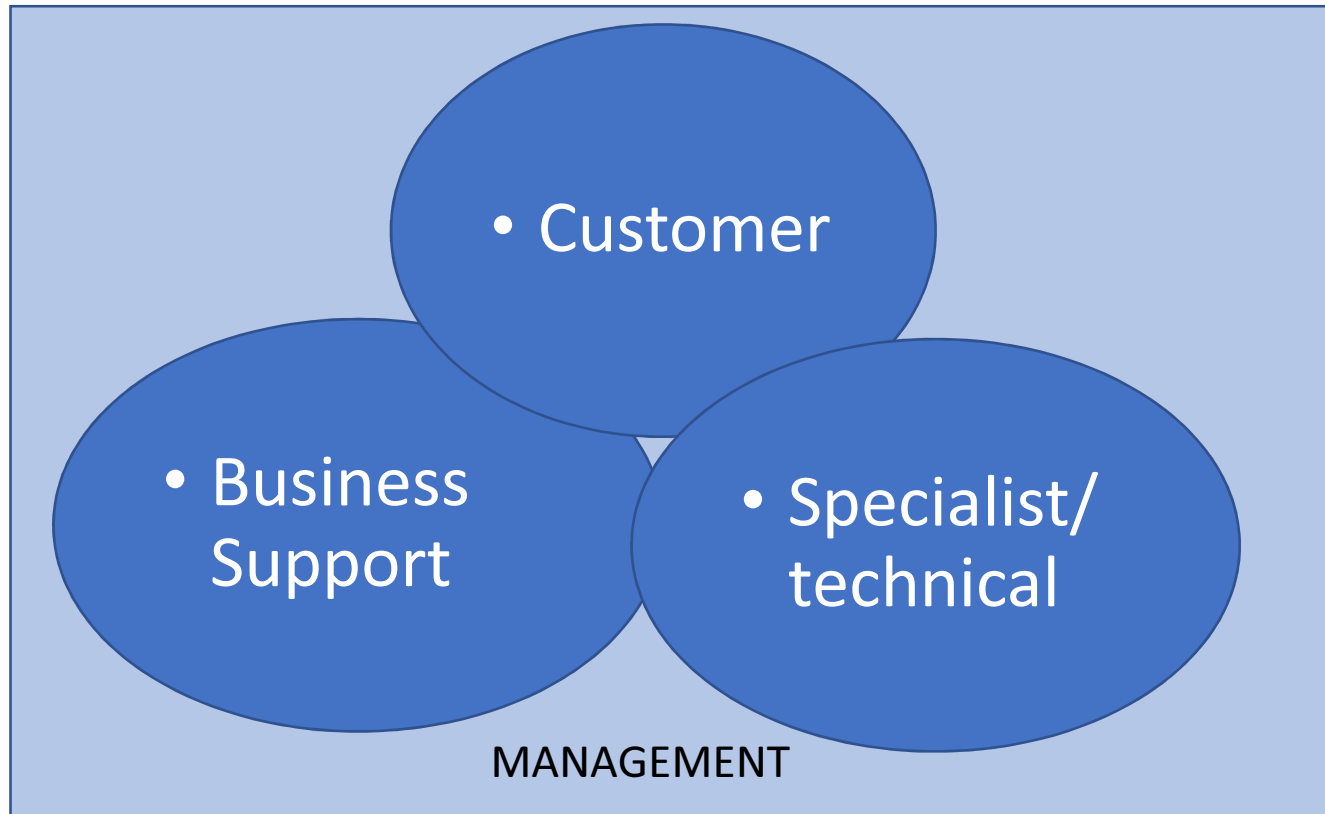 • Customer
• Business
Support
• Specialist/
technical
MANAGEMENT